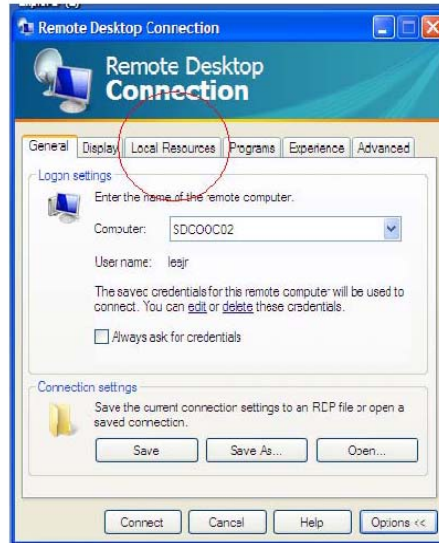 Remote Desktop Connection
Remote Desktop
Connection
General Display Local Resources Programs Experience Advanced
Logon settings
Enter the name of the remote computer.
Computer: SDCO0C02
User name: leejr
The saved credentials for this remote computer will be used to
connect. You can edit or delete these credentials.
Always ask for credentials
Connection settings
Save the current connection settings to an RDP file or open a
saved connection.
Save Save As... Open...
Connect Cancel Help Options <<